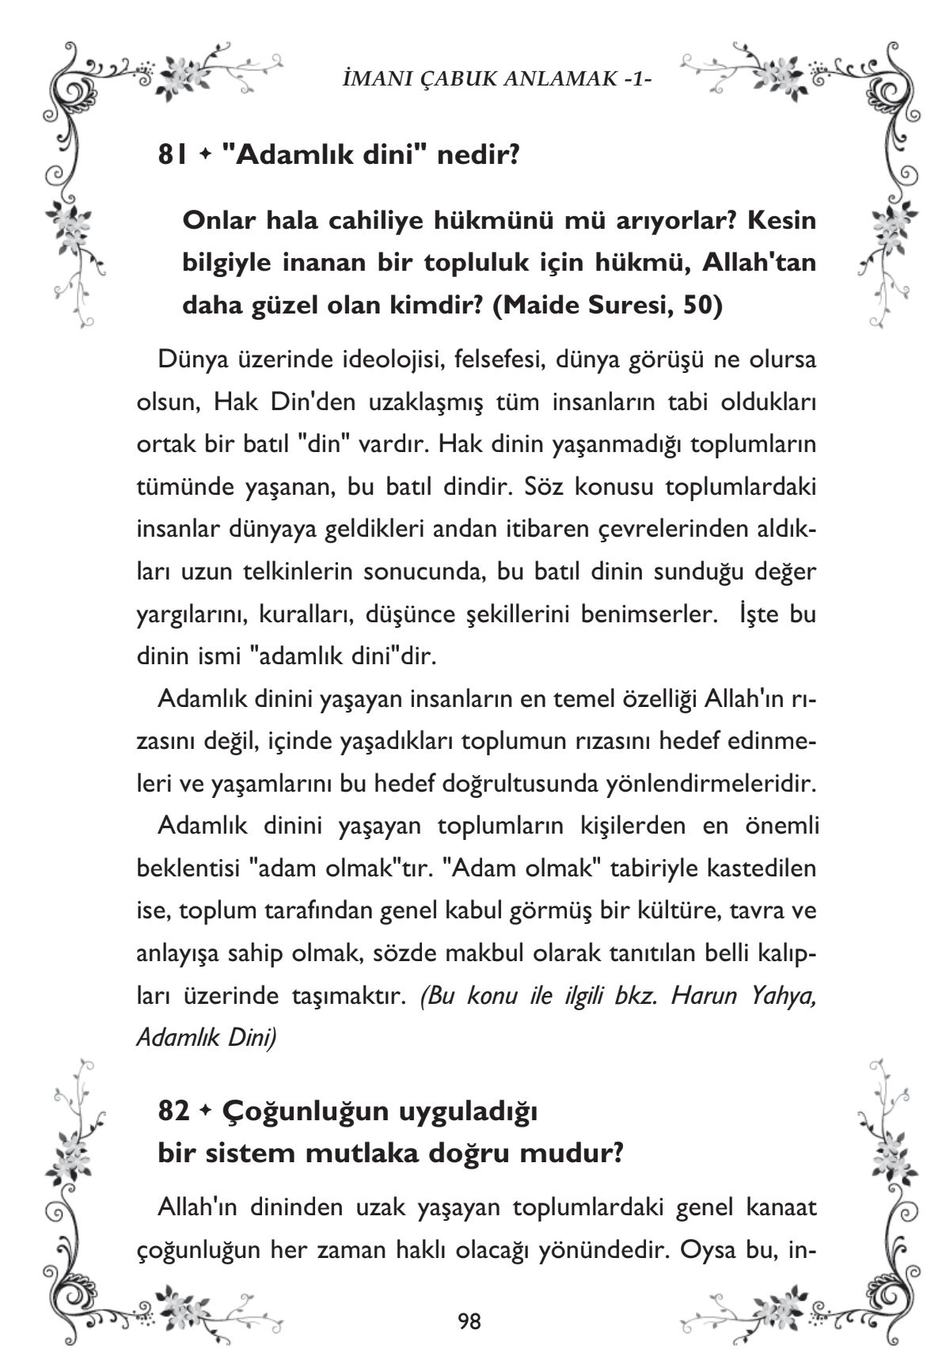 İMANI ÇABUK ANLAMAK -1-
81 ✦ "Adamlık dini" nedir?
Onlar hala cahiliye hükmünü mü arıyorlar? Kesin
bilgiyle inanan bir topluluk için hükmü, Allah'tan
daha güzel olan kimdir? (Maide Suresi, 50)
Dünya üzerinde ideolojisi, felsefesi, dünya görüşü ne olursa
olsun, Hak Din'den uzaklaşmış tüm insanların tabi oldukları
ortak bir batıl "din" vardır. Hak dinin yaşanmadığı toplumların
tümünde yaşanan, bu batıl dindir. Söz konusu toplumlardaki
insanlar dünyaya geldikleri andan itibaren çevrelerinden aldık-
ları uzun telkinlerin sonucunda, bu batıl dinin sunduğu değer
yargılarını, kuralları, düşünce şekillerini benimserler. İşte bu
dinin ismi "adamlık dini"dir.
Adamlık dinini yaşayan insanların en temel özelliği Allah'ın rı-
zasını değil, içinde yaşadıkları toplumun rızasını hedef edinme-
leri ve yaşamlarını bu hedef doğrultusunda yönlendirmeleridir.
Adamlık dinini yaşayan toplumların kişilerden en önemli
beklentisi "adam olmak"tır. "Adam olmak" tabiriyle kastedilen
ise, toplum tarafından genel kabul görmüş bir kültüre, tavra ve
anlayışa sahip olmak, sözde makbul olarak tanıtılan belli kalıp-
ları üzerinde taşımaktır. (Bu konu ile ilgili bkz. Harun Yahya,
Adamlık Dini)
82 ✦ Çoğunluğun uyguladığı
bir sistem mutlaka doğru mudur?
Allah'ın dininden uzak yaşayan toplumlardaki genel kanaat
çoğunluğun her zaman haklı olacağı yönündedir. Oysa bu, in-
98